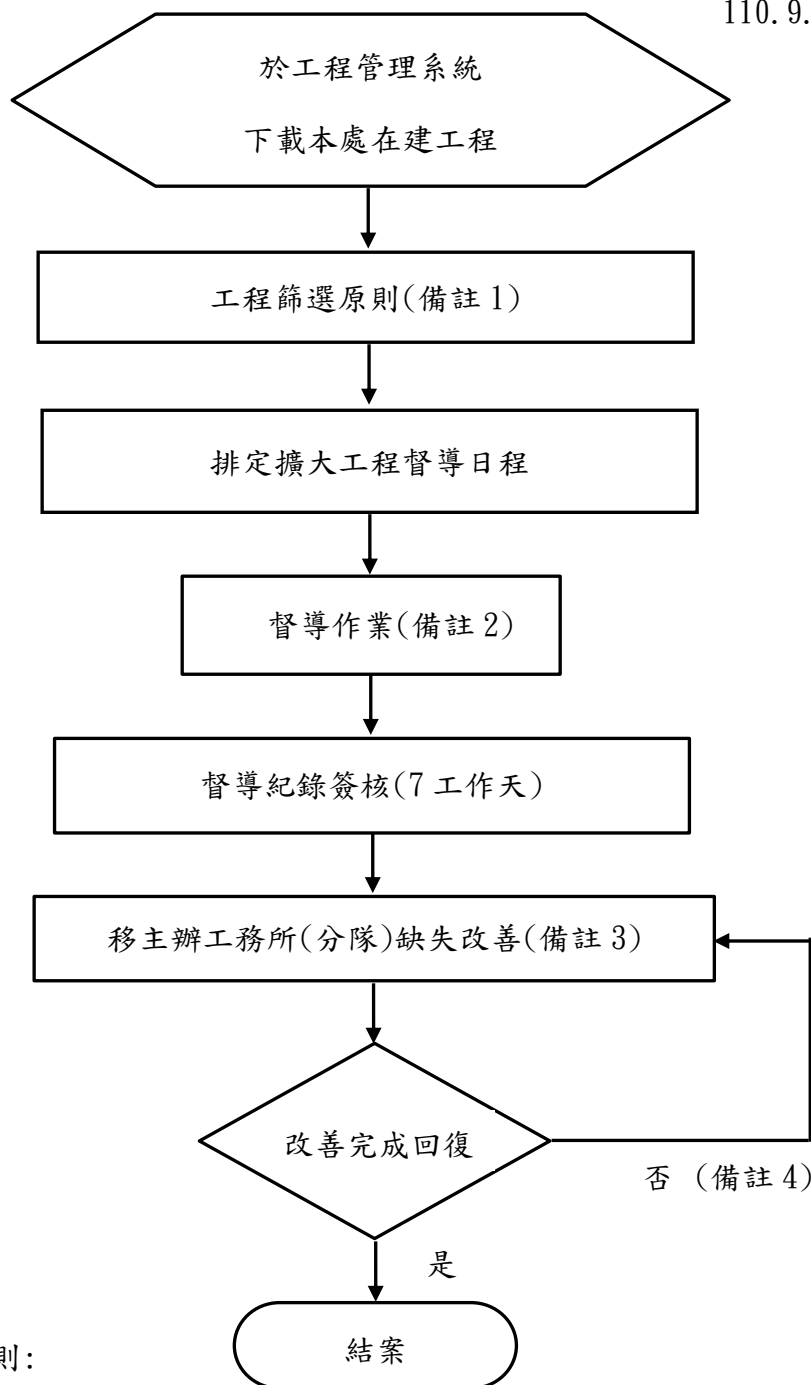 110.9.
於工程管理系統
下載本處在建工程
工程篩選原則(備註 1)
排定擴大工程督導日程
督導作業(備註 2)
督導紀錄簽核(7 工作天)
移主辦工務所(分隊)缺失改善(備註 3)
改善完成回復
否 (備註 4)
是
結案
則: